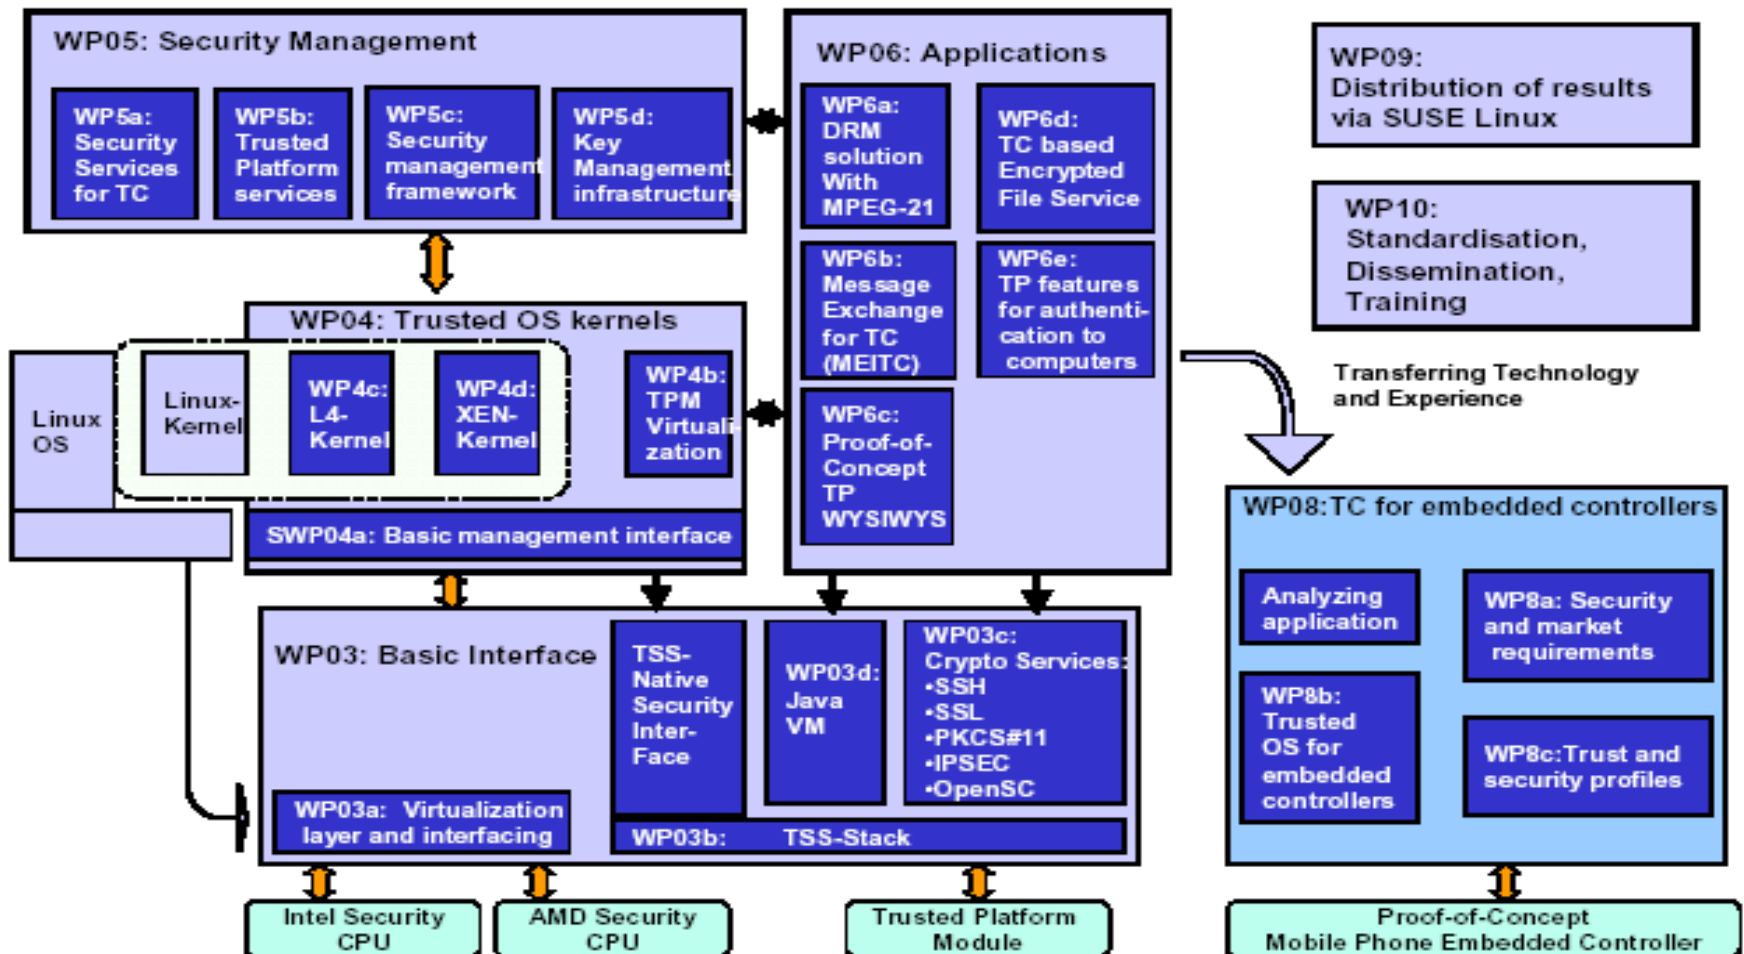 WP05: Security Management
WP5a:
Security
Services
for TC
WP5b:
Trusted
Platform
services
WP5c:
Security
management
framework
WP5d:
Key
Management
infrastructure
WP06: Applications
WP6a:
DRM
solution
With
MPEG-21
WP6d:
TC based
Encrypted
File Service
WP6b:
Message
Exchange
for TC
(MEITC)
WP6e:
TP features
for authenti-
cation to
computers
WP6c:
Proof-of-
Concept
TP
WYSIWYS
WP09:
Distribution of results
via SUSE Linux
WP10:
Standardisation,
Dissemination,
Training
Transferring Technology
and Experience
WP04: Trusted OS kernels
Linux
OS
Linux-
Kernel
WP4c:
L4-
Kernel
WP4d:
XEN-
Kernel
WP4b:
TPM
Virtuali-
zation
SWP04a: Basic management interface
WP03: Basic Interface
TSS-
Native
Security
Inter-
Face
WP03d:
Java
VM
WP03c:
Crypto Services:
•SSH
•SSL
•PKCS#11
•IPSEC
•OpenSC
WP03a: Virtualization
layer and interfacing
WP03b: TSS-Stack
WP08:TC for embedded controllers
Analyzing
application
WP8a: Security
and market
requirements
WP8b:
Trusted
OS for
embedded
controllers
WP8c:Trust and
security profiles
Intel Security
CPU
AMD Security
CPU
Trusted Platform
Module
Proof-of-Concept
Mobile Phone Embedded Controller